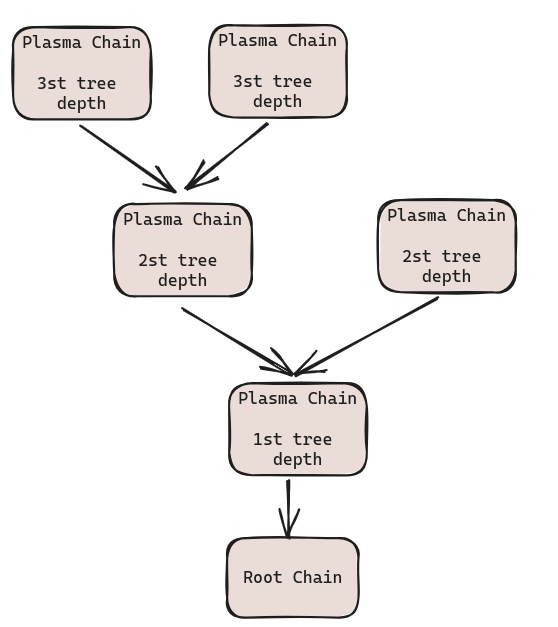 Plasma Chain
3st tree
depth
Plasma Chain
3st tree
depth
Plasma Chain
2st tree
depth
Plasma Chain
2st tree
depth
Plasma Chain
1st tree
depth
Root Chain